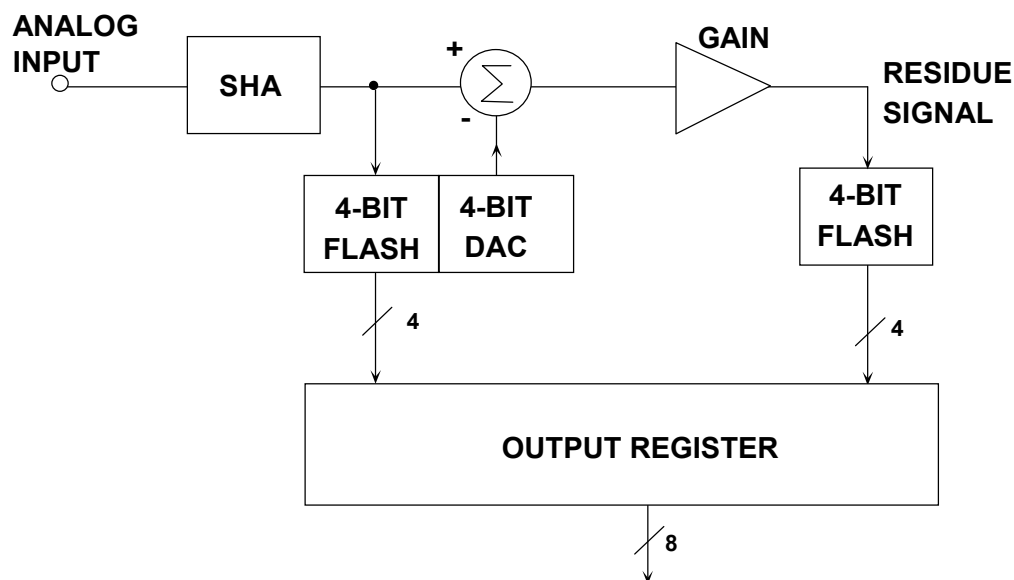 ANALOG
INPUT
SHA
+
Σ
-
GAIN
RESIDUE
SIGNAL
4-BIT
FLASH
4-BIT
DAC
4-BIT
FLASH
4
4
OUTPUT REGISTER
8